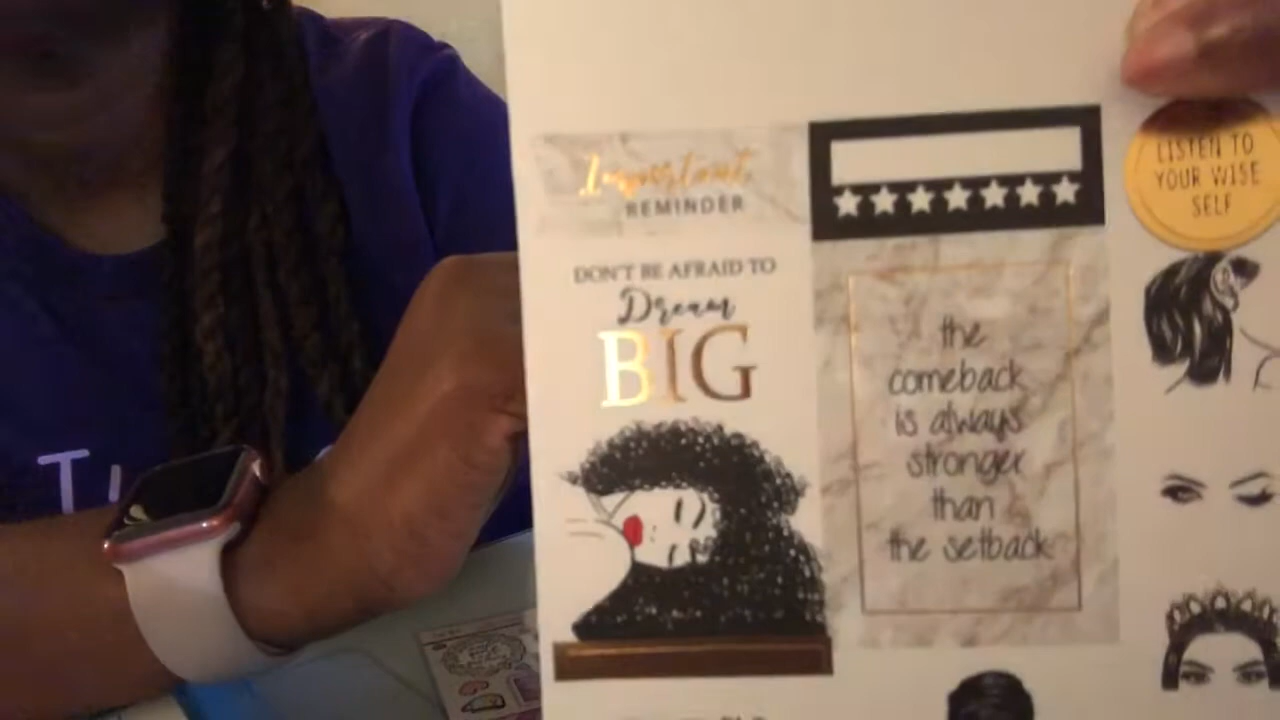 Important
REMINDER
DON'T BE AFRAID TO
Dream
BIG
the
comeback
is always
stronger
than
the setback
LISTEN TO
YOUR WISE
SELF